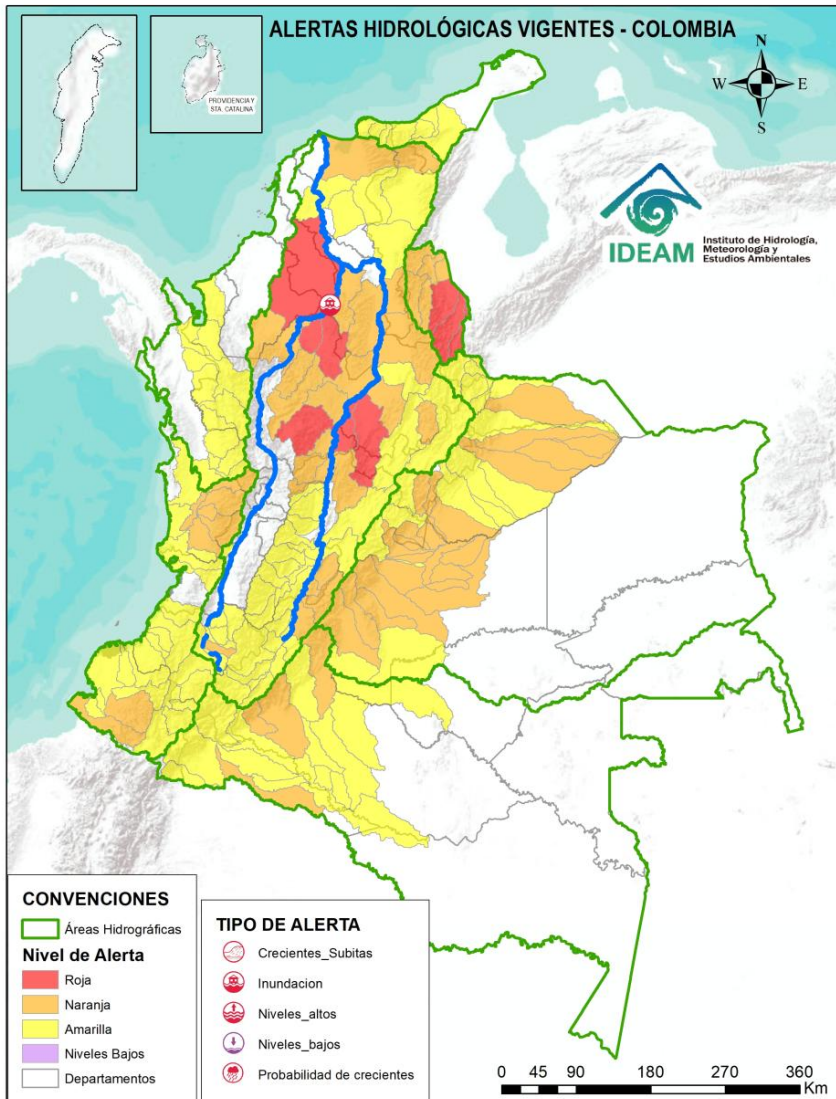 ALERTAS HIDROLÓGICAS VIGENTES - COLOMBIA
PROVIDENCIA Y
STA. CATALINA
N
W
E
S
IDEAM
Instituto de Hidrología,
Meteorología y
Estudios Ambientales
CONVENCIONES
Áreas Hidrográficas
Nivel de Alerta
Roja
Naranja
Amarilla
Niveles Bajos
Departamentos
TIPO DE ALERTA
Crecientes_Subitas
Inundacion
Niveles_altos
Niveles_bajos
Probabilidad de crecientes
0 45 90 180 270 360
Km